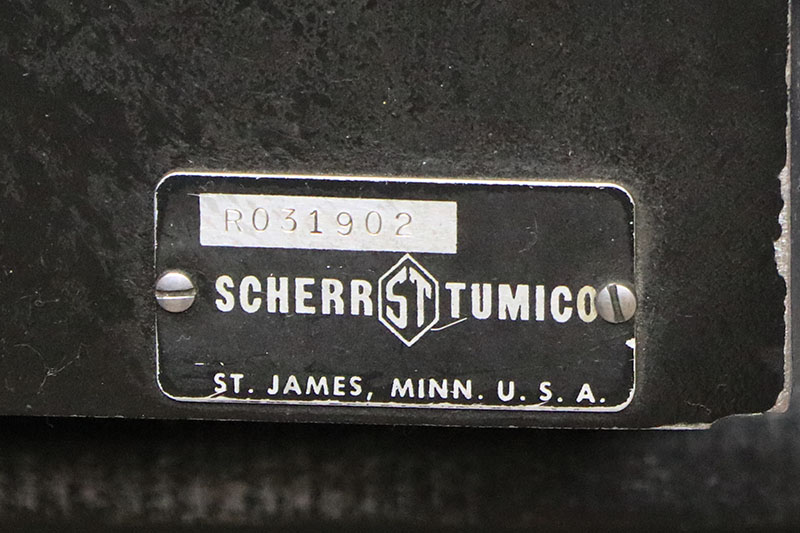 R031902
SCHERR ST TUMICO
ST. JAMES, MINN. U. S. A.